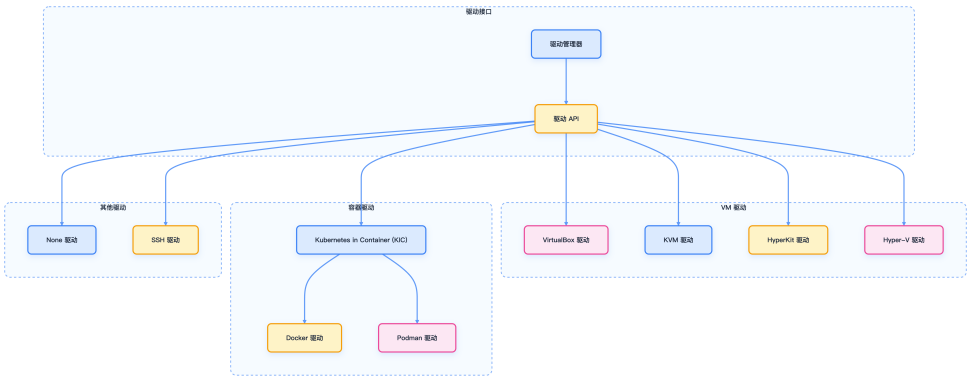 驱动接口
驱动管理器
驱动 API
其他驱动
容器驱动
VM 驱动
None 驱动
SSH 驱动
Kubernetes in Container (KIC)
VirtualBox 驱动
KVM 驱动
HyperKit 驱动
Hyper-V 驱动
Docker 驱动
Podman 驱动